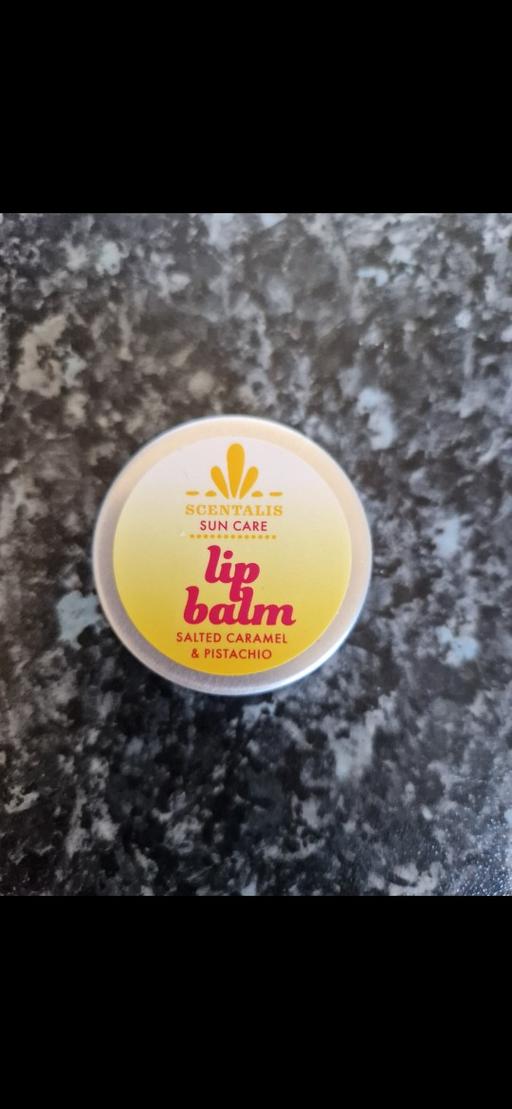 SCENTALIS
SUN CARE
lip
balm
SALTED CARAMEL
& PISTACHIO